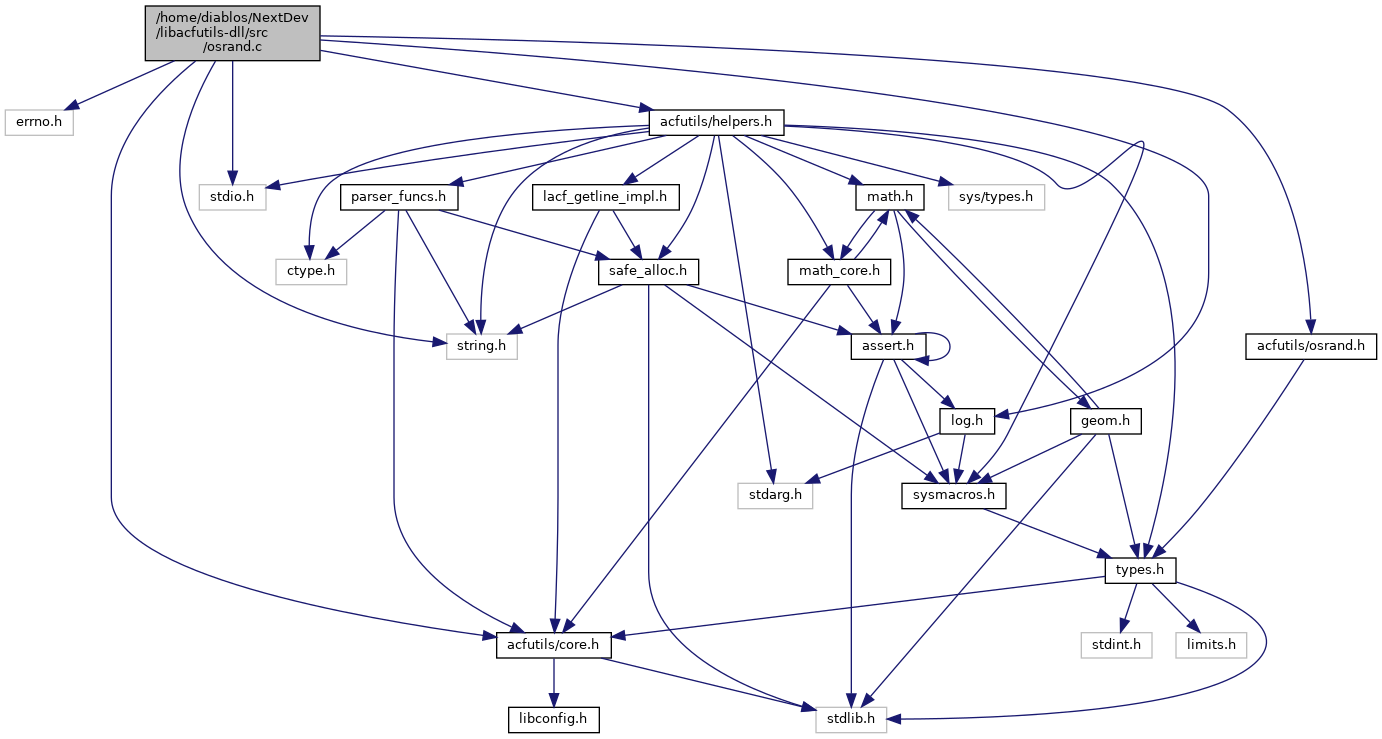 /home/diablos/NextDev
/libacfutils-dll/src
/osrand.c
errno.h
acfutils/helpers.h
stdio.h
parser_funcs.h
lacf_getline_impl.h
math.h
sys/types.h
ctype.h
safe_alloc.h
math_core.h
string.h
assert.h
acfutils/osrand.h
log.h
geom.h
stdarg.h
sysmacros.h
types.h
acfutils/core.h
stdint.h
limits.h
libconfig.h
stdlib.h